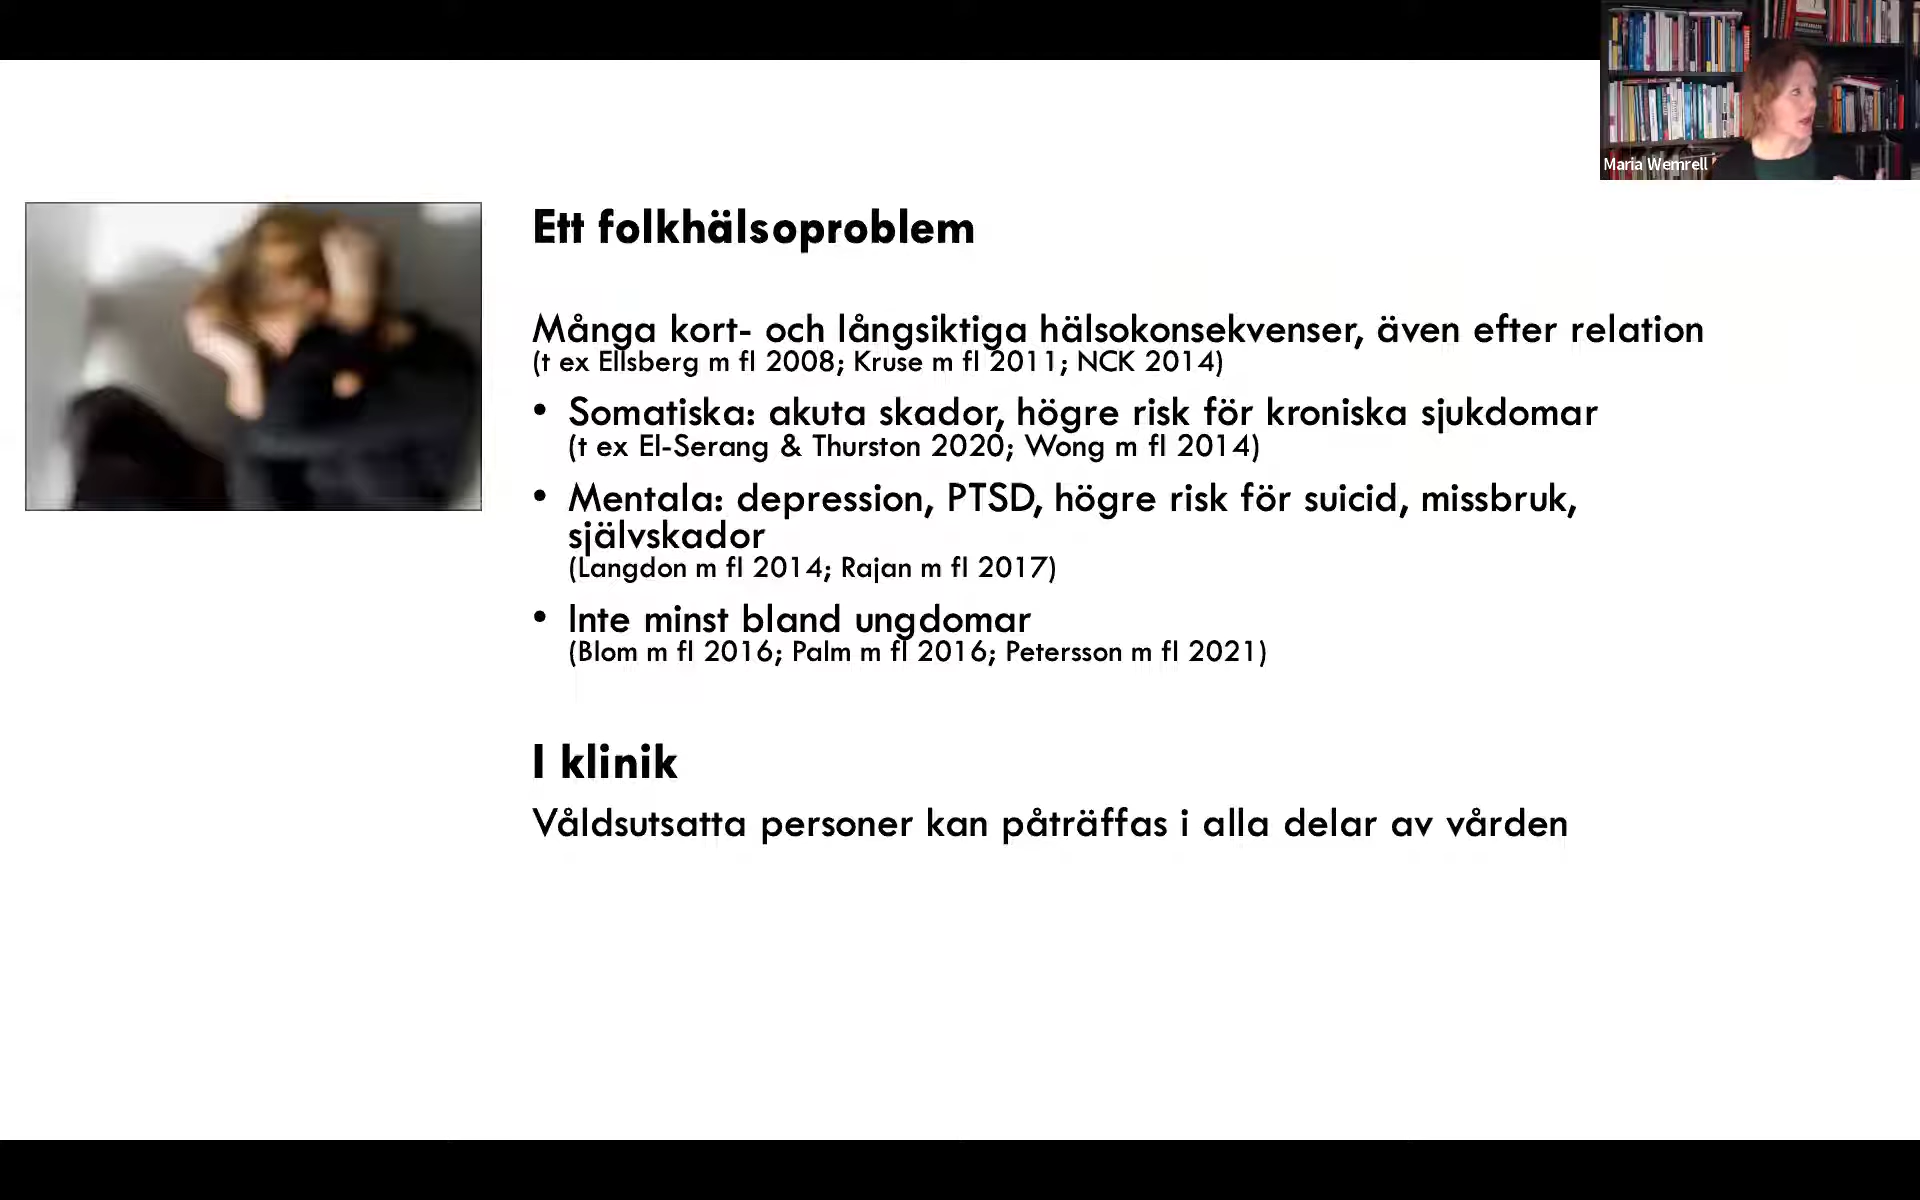 Maria Wemrell
Ett folkhälsoproblem
Många kort- och långsiktiga hälsokonsekvenser, även efter relation
(t ex Ellsberg m fl 2008; Kruse m fl 2011; NCK 2014)
• Somatiska: akuta skador, högre risk för kroniska sjukdomar
(t ex El-Serang & Thurston 2020; Wong m fl 2014)
• Mentala: depression, PTSD, högre risk för suicid, missbruk,
självskador
(Langdon m fl 2014; Rajan m fl 2017)
• Inte minst bland ungdomar
(Blom m fl 2016; Palm m fl 2016; Petersson m fl 2021)
I klinik
Våldsutsatta personer kan påträffas i alla delar av vården